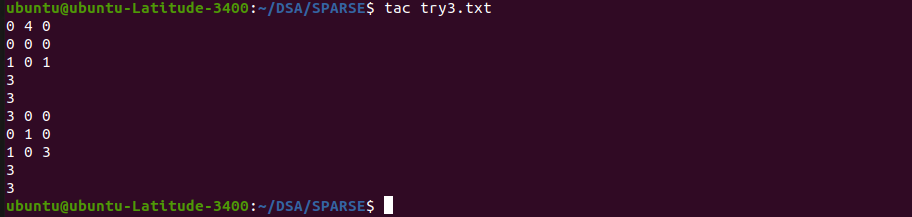 ubuntu@ubuntu-Latitude-3400:~/DSA/SPARSE$ tac try3.txt
0 4 0
0 0 0
1 0 1
3
3
3 0 0
0 1 0
1 0 3
3
3
ubuntu@ubuntu-Latitude-3400:~/DSA/SPARSE$